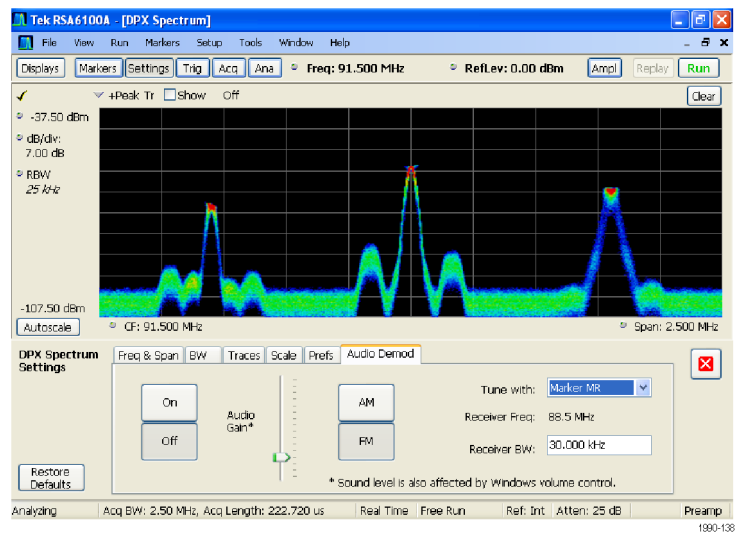 Tek RSA6100A - [DPX Spectrum]
File View Run Markers Setup Tools Window Help
Displays Markers Settings Trig Acq Ana Freq: 91.500 MHz RefLev: 0.00 dBm Ampl Replay Run
+Peak Tr Show Off Clear
-37.50 dBm
dB/div:
7.00 dB
RBW
25 kHz
-107.50 dBm
Autoscale CF: 91.500 MHz Span: 2.500 MHz
DPX Spectrum
Settings
Freq & Span BW Traces Scale Prefs Audio Demod
On
Off
Audio
Gain*
AM
FM
Tune with: Marker MR
Receiver Freq: 88.5 MHz
Receiver BW: 30.000 kHz
* Sound level is also affected by Windows volume control.
Restore
Defaults
Analyzing Acq BW: 2.50 MHz, Acq Length: 222.720 us Real Time Free Run Ref: Int Atten: 25 dB Preamp
1990-138